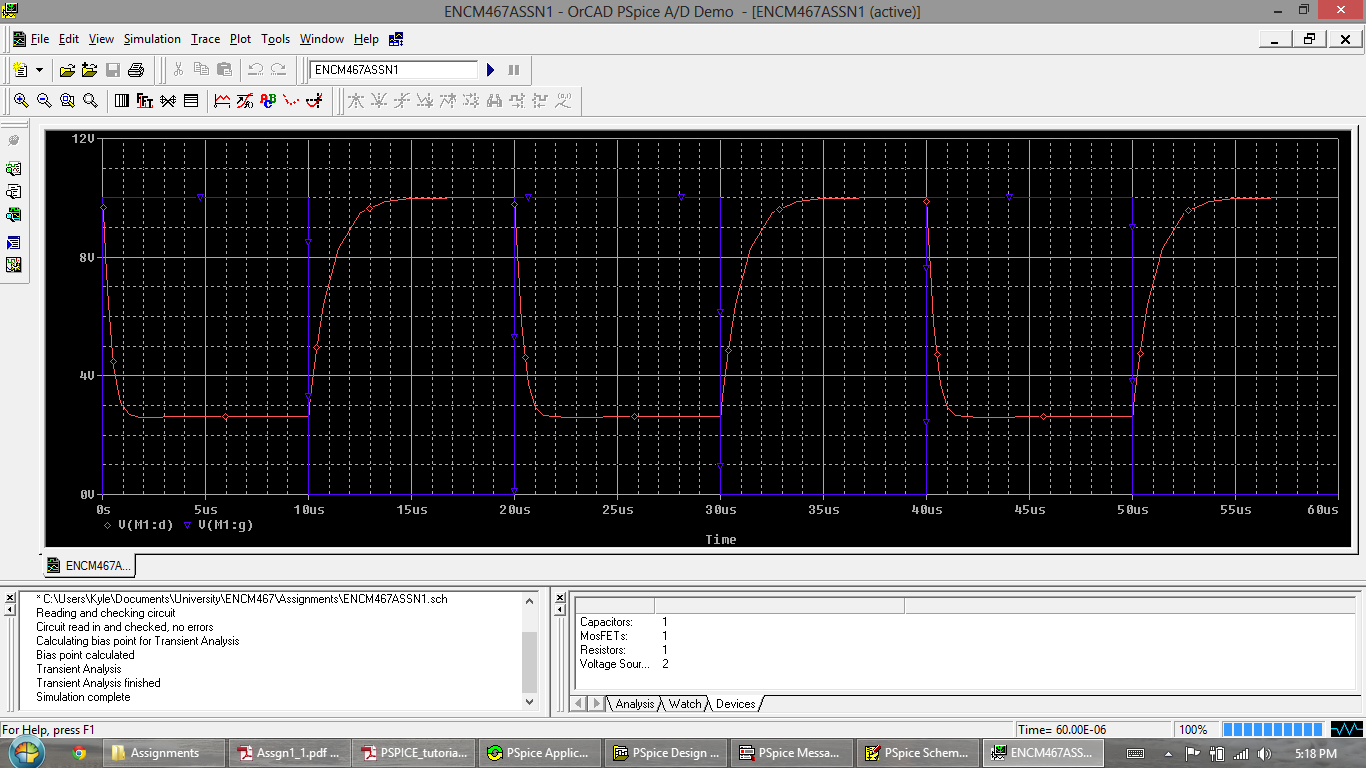 ENCM467ASSN1 - OrCAD PSpice A/D Demo - [ENCM467ASSN1 (active)]
File Edit View Simulation Trace Plot Tools Window Help
ENCM467ASSN1
12V
8V
4V
0V
0s 5us 10us 15us 20us 25us 30us 35us 40us 45us 50us 55us 60us
V(M1:d) V(M1:g)
Time
ENCM467A...
* C:\Users\Kyle\Documents\University\ENCM467\Assignments\ENCM467ASSN1.sch
Reading and checking circuit
Circuit read in and checked, no errors
Calculating bias point for Transient Analysis
Bias point calculated
Transient Analysis
Transient Analysis finished
Simulation complete
Capacitors: 1
MosFETs: 1
Resistors: 1
Voltage Sour... 2
Analysis Watch Devices
For Help, press F1
Time= 60.00E-06 100%
Assignments Assgn1_1.pdf ... PSPICE_tutoria... PSpice Applic... PSpice Design ... PSpice Messa... PSpice Schem... ENCM467ASS... 5:18 PM